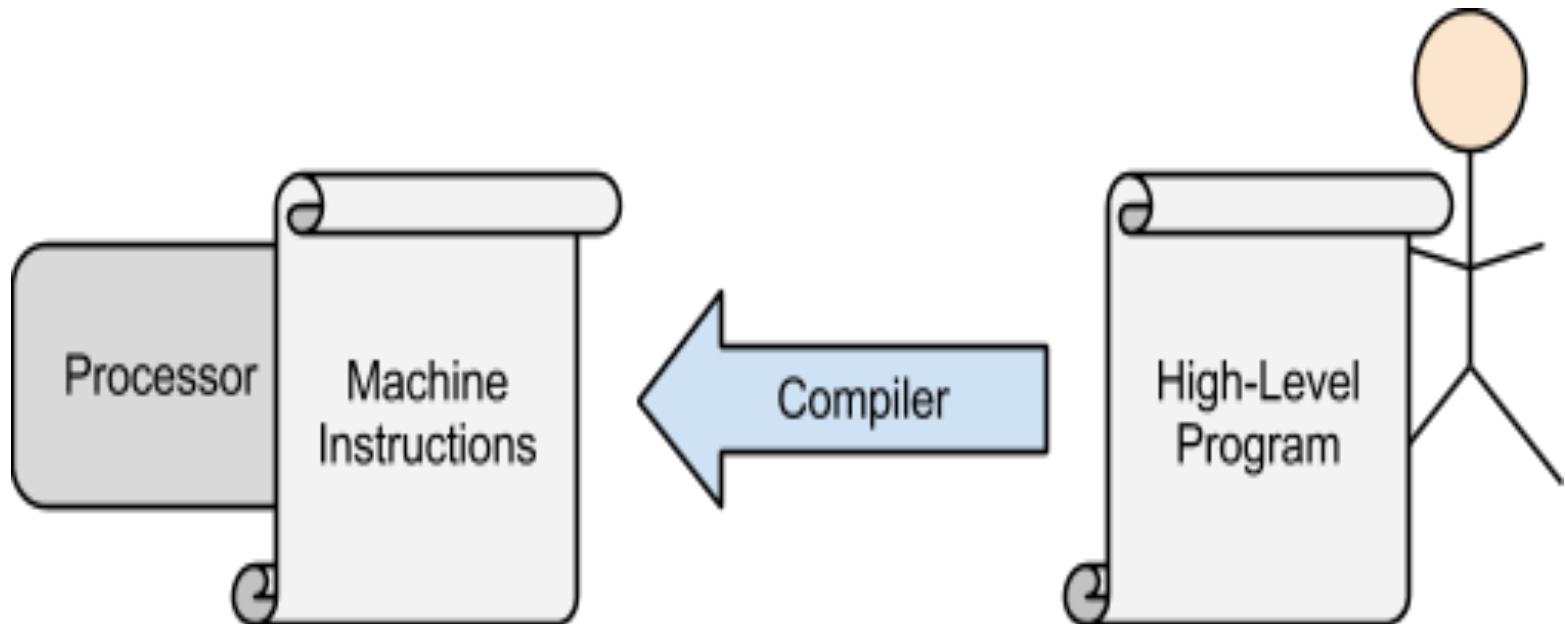 Processor
Machine
Instructions
Compiler
High-Level
Program